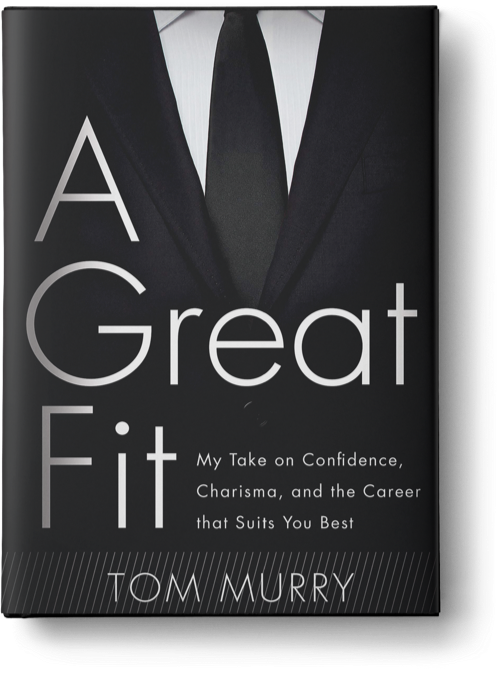 A
Great
Fit
My Take on Confidence,
Charisma, and the Career
that Suits You Best
TOM MURRY